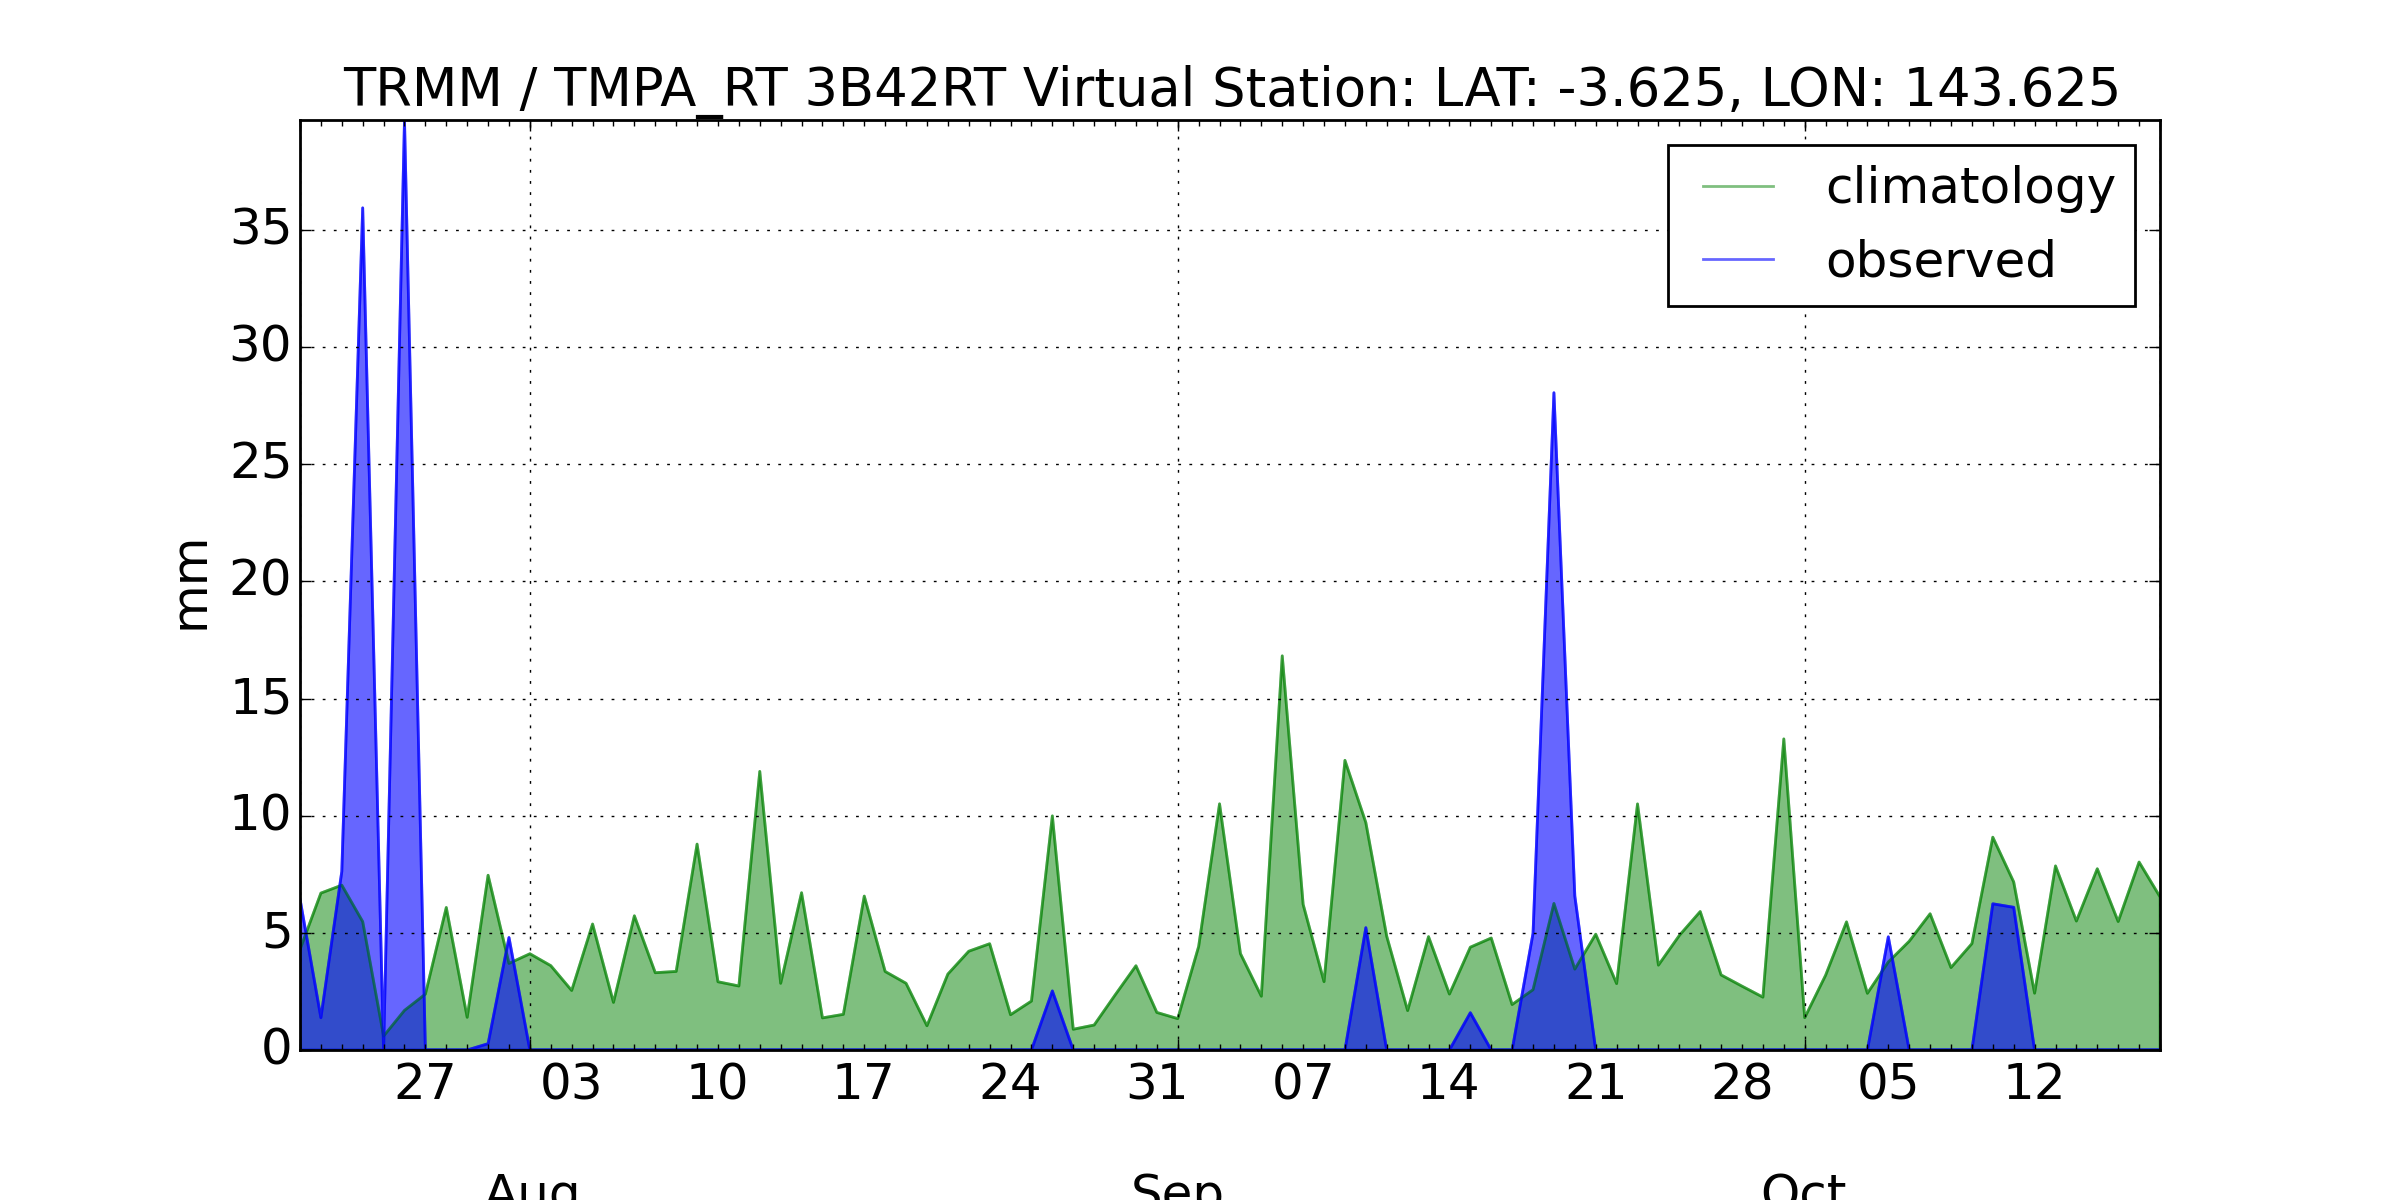 TRMM / TMPA_RT 3B42RT Virtual Station: LAT: -3.625, LON: 143.625
climatology
observed
35
30
25
20
15
10
5
0
mm
27 03 10 17 24 31 07 14 21 28 05 12
Aug Sep Oct